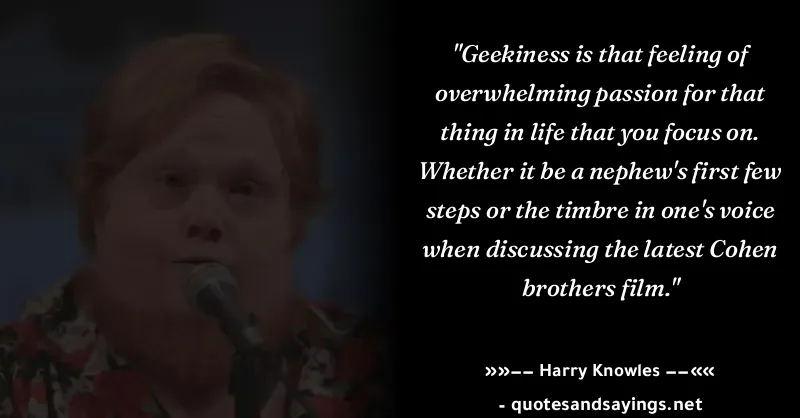 "Geekiness is that feeling of
overwhelming passion for that
thing in life that you focus on.
Whether it be a nephew's first few
steps or the timbre in one's voice
when discussing the latest Cohen
brothers film."
»»–– Harry Knowles ––««
- quotesandsayings.net